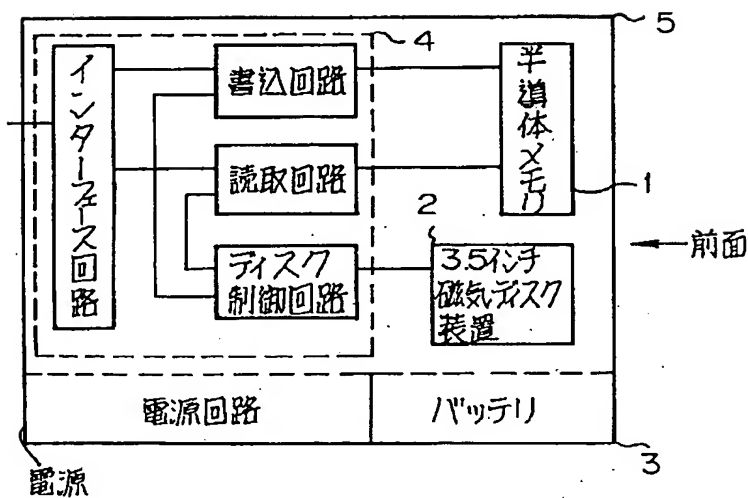 5
4
インターフェース回路
書込回路
半導体メモリ
読取回路
1
2
ディスク
制御回路
3.5インチ
磁気ディスク
装置
前面
電源回路
バッテリ
3
電源